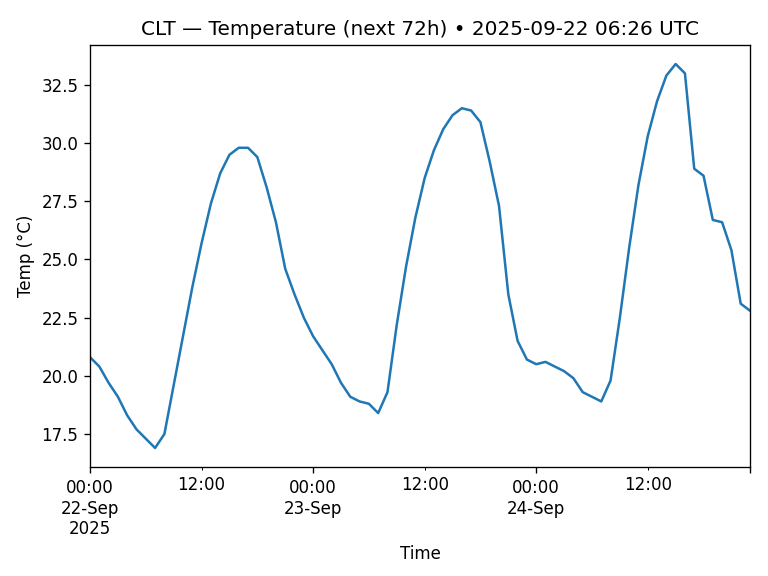 CLT — Temperature (next 72h) • 2025-09-22 06:26 UTC
Temp (°C)
32.5
30.0
27.5
25.0
22.5
20.0
17.5
00:00 12:00 00:00 12:00 00:00 12:00
22-Sep 23-Sep 24-Sep
2025
Time